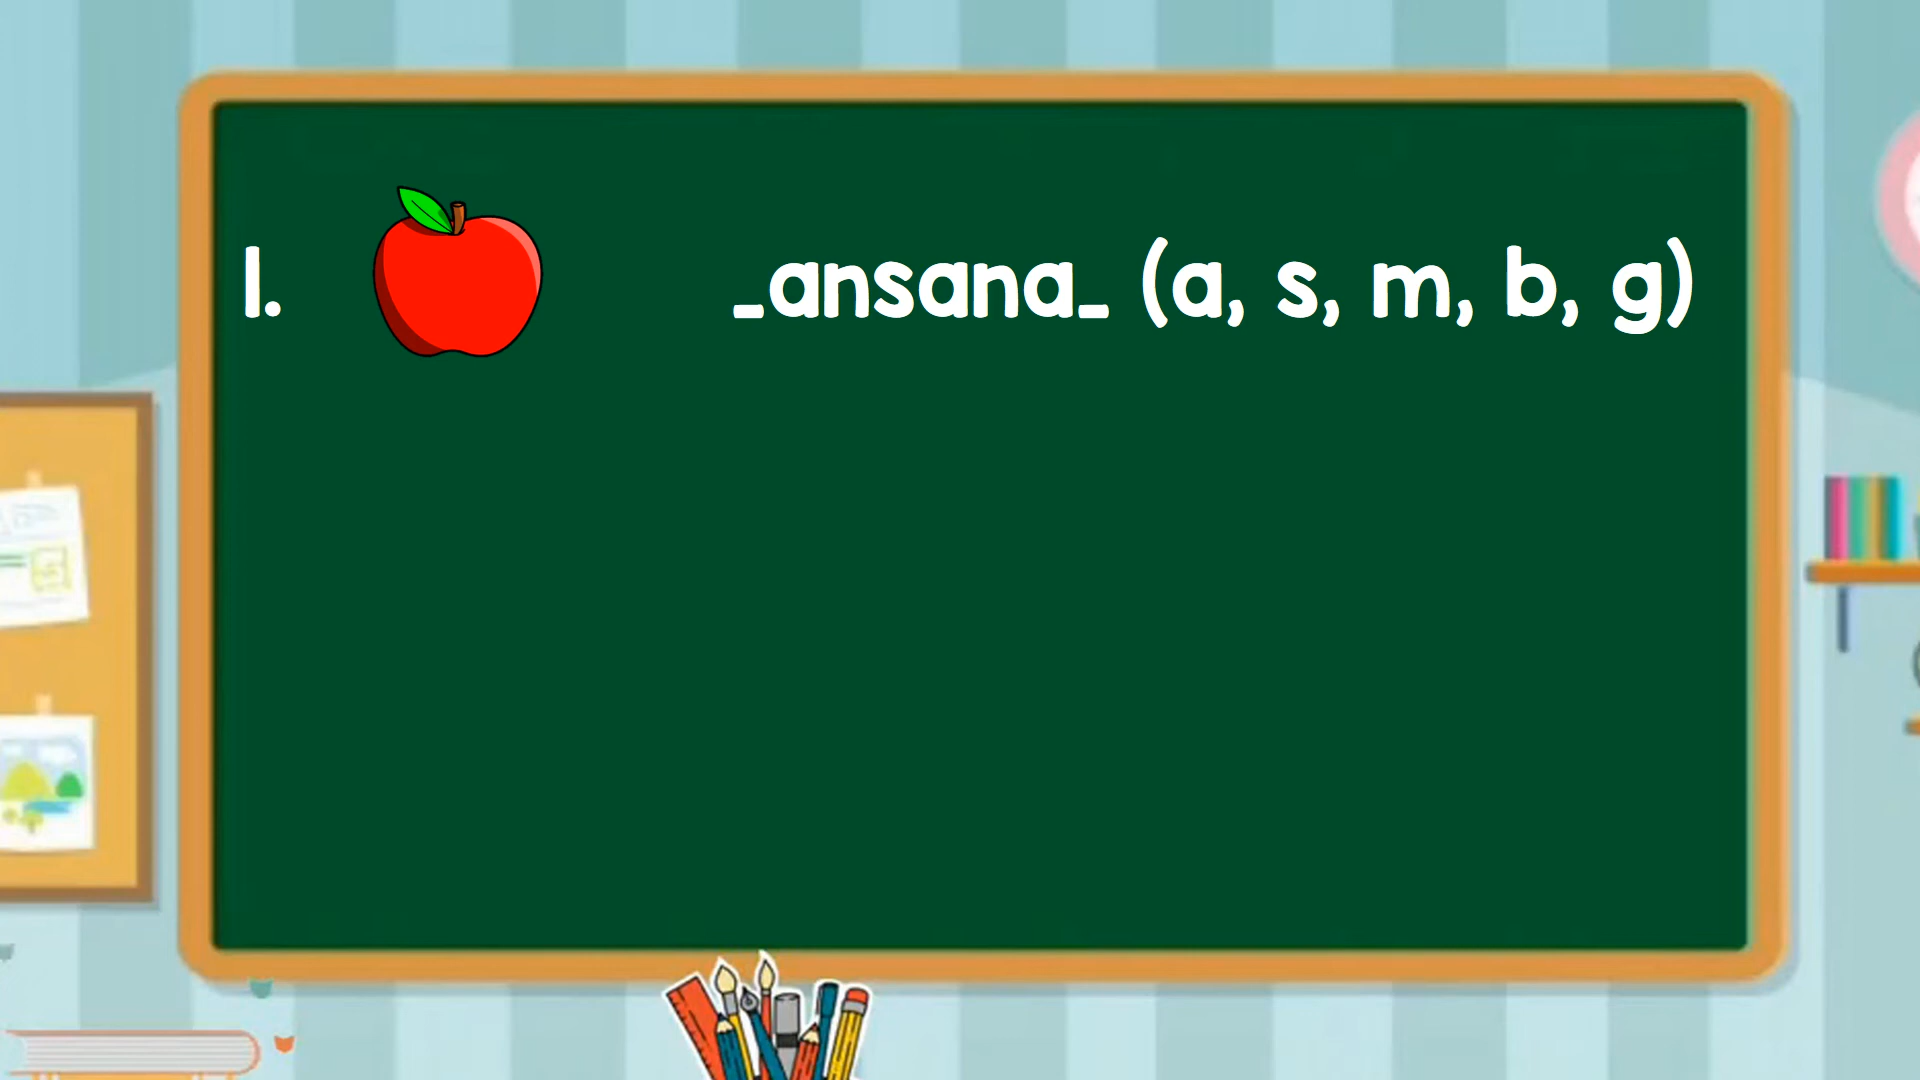 1. _ansana_ (a, s, m, b, g)